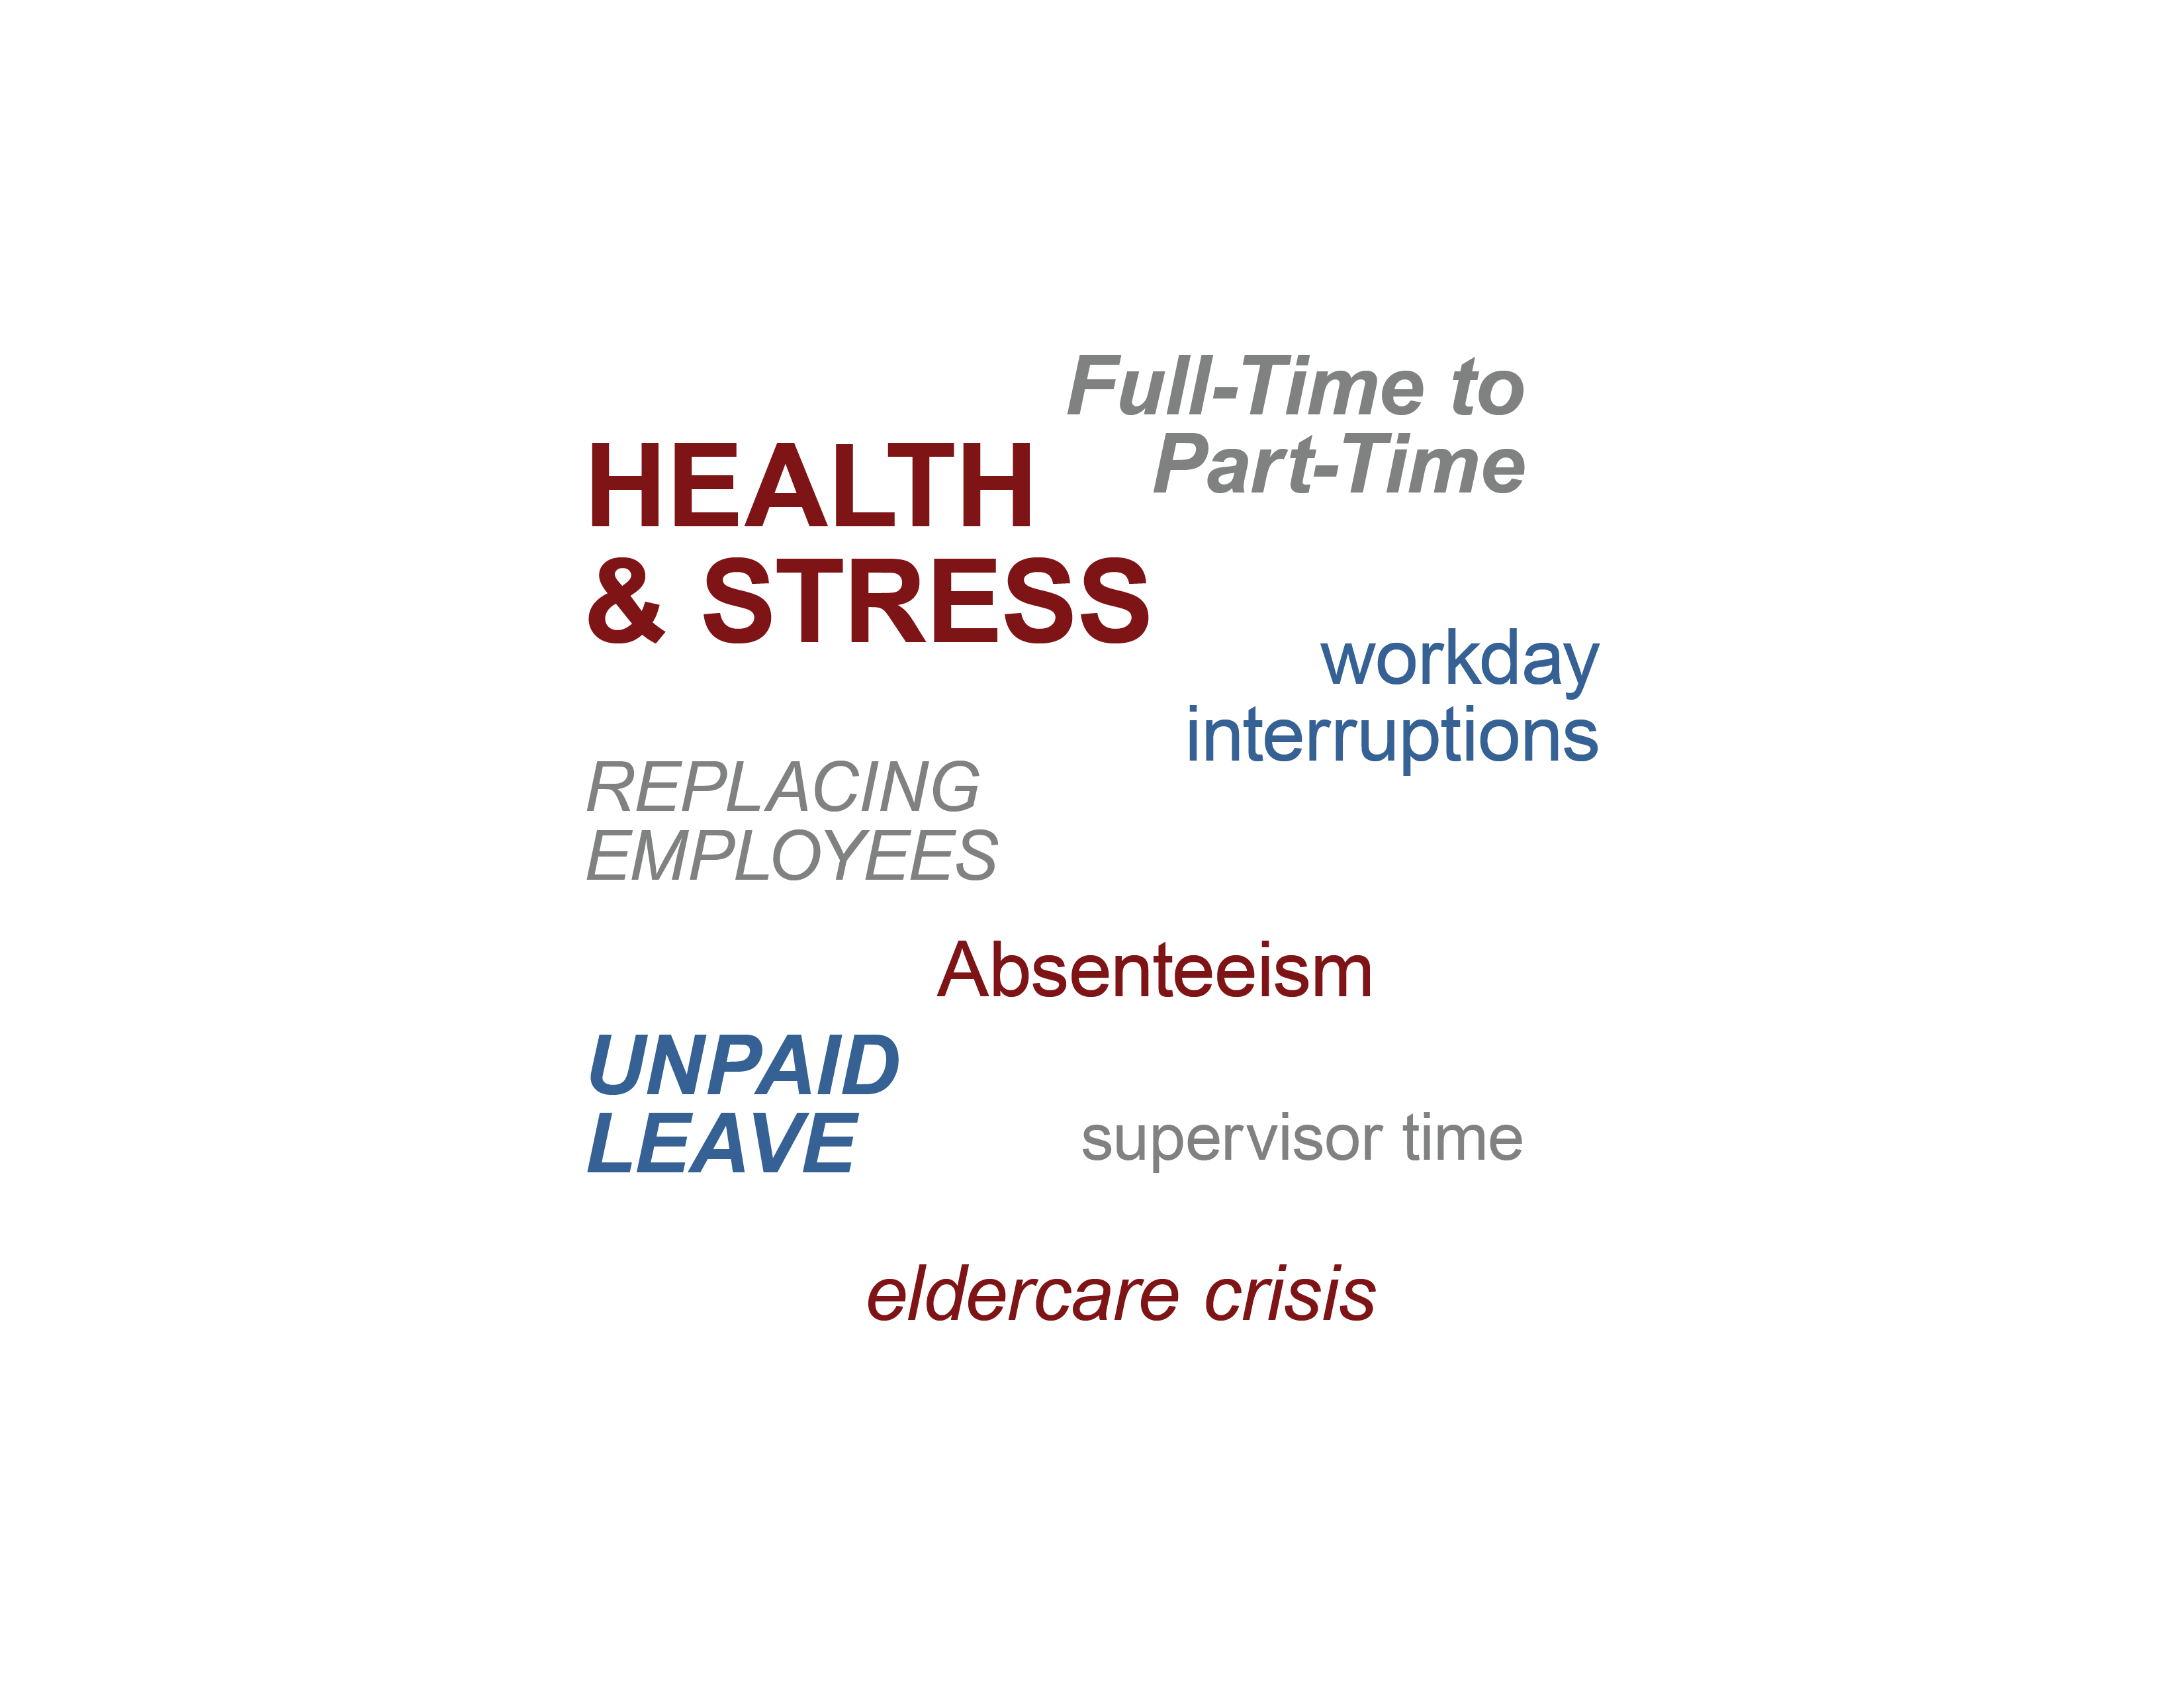 Full-Time to
Part-Time
HEALTH
& STRESS
workday
interruptions
REPLACING
EMPLOYEES
Absenteeism
UNPAID
LEAVE
supervisor time
eldercare crisis